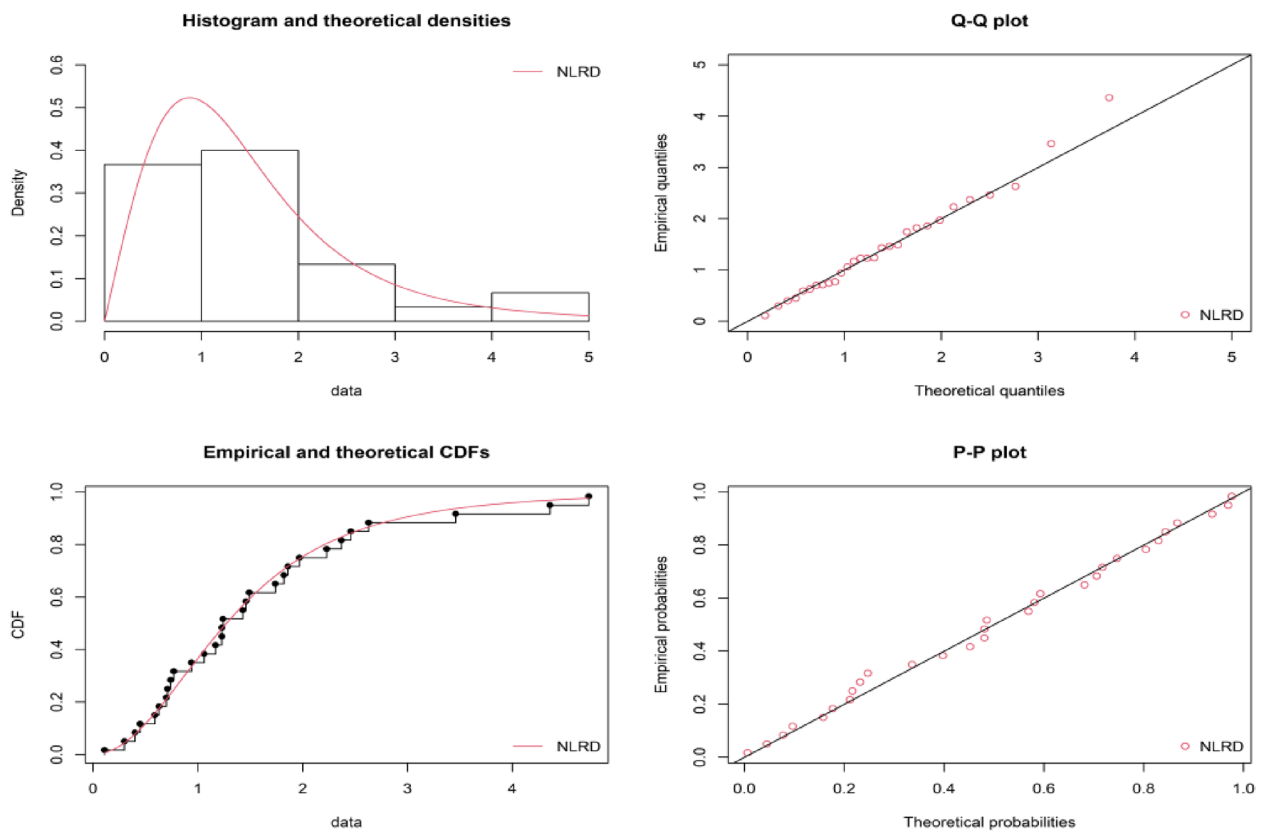 Histogram and theoretical densities
Density
0.0 0.1 0.2 0.3 0.4 0.5 0.6
NLRD
0 1 2 3 4 5
data
Q-Q plot
Empirical quantiles
0 1 2 3 4 5
NLRD
0 1 2 3 4 5
Theoretical quantiles
Empirical and theoretical CDFs
CDF
0.0 0.2 0.4 0.6 0.8 1.0
NLRD
0 1 2 3 4
data
P-P plot
Empirical probabilities
0.0 0.2 0.4 0.6 0.8 1.0
NLRD
0.0 0.2 0.4 0.6 0.8 1.0
Theoretical probabilities